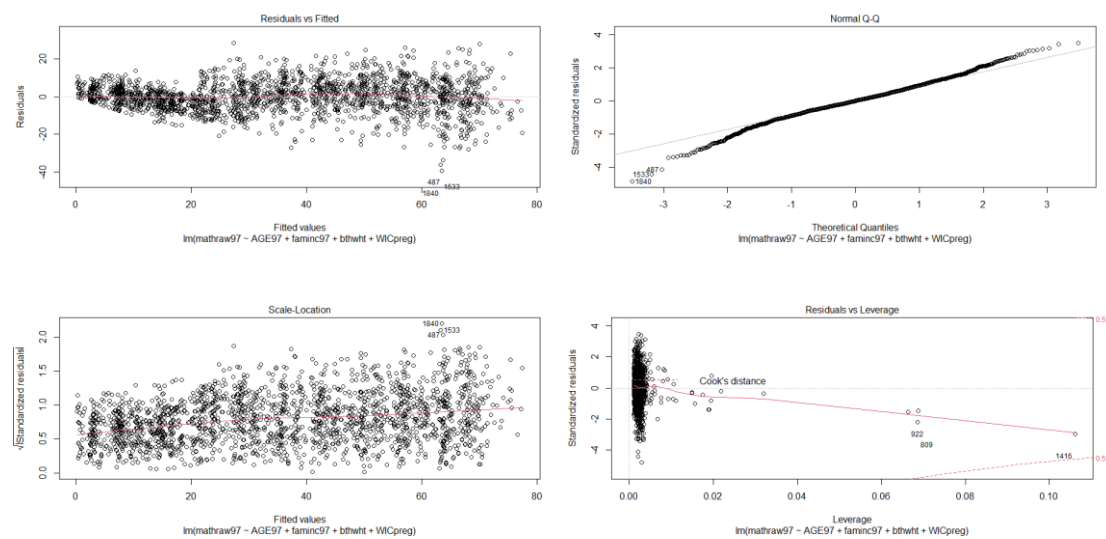 Residuals vs Fitted
Residuals
20
0
-20
-40
487
1840
1533
0 20 40 60 80
Fitted values
lm(mathraw97 ~ AGE97 + faminc97 + bthwht + WICpreg)
Normal Q-Q
Standardized residuals
4
2
0
-2
-4
487
1533
1840
-3 -2 -1 0 1 2 3
Theoretical Quantiles
lm(mathraw97 ~ AGE97 + faminc97 + bthwht + WICpreg)
Scale-Location
√|Standardized residuals|
2.0
1.5
1.0
0.5
0.0
1840
1533
487
0 20 40 60 80
Fitted values
lm(mathraw97 ~ AGE97 + faminc97 + bthwht + WICpreg)
Residuals vs Leverage
Standardized residuals
4
2
0
-2
-4
0.5
Cook's distance
922
809
1416
0.5
0.00 0.02 0.04 0.06 0.08 0.10
Leverage
lm(mathraw97 ~ AGE97 + faminc97 + bthwht + WICpreg)